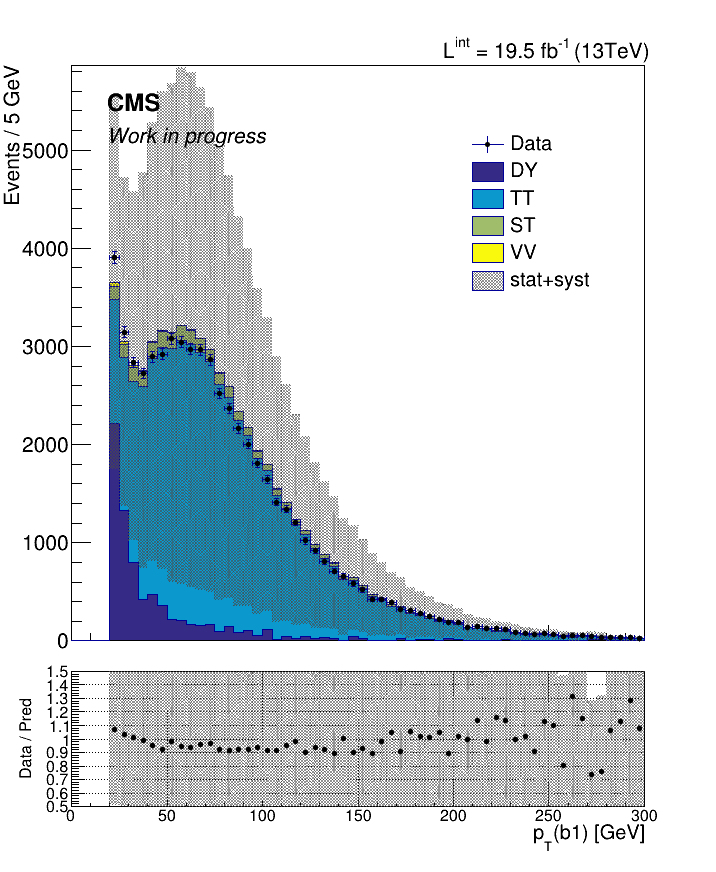 L^int = 19.5 fb^-1 (13TeV)
Events / 5 GeV
CMS
Work in progress
Data
DY
TT
ST
VV
stat+syst
5000
4000
3000
2000
1000
0
Data / Pred
1.5
1.4
1.3
1.2
1.1
1
0.9
0.8
0.7
0.6
0.5
0 50 100 150 200 250 300
p_T(b1) [GeV]